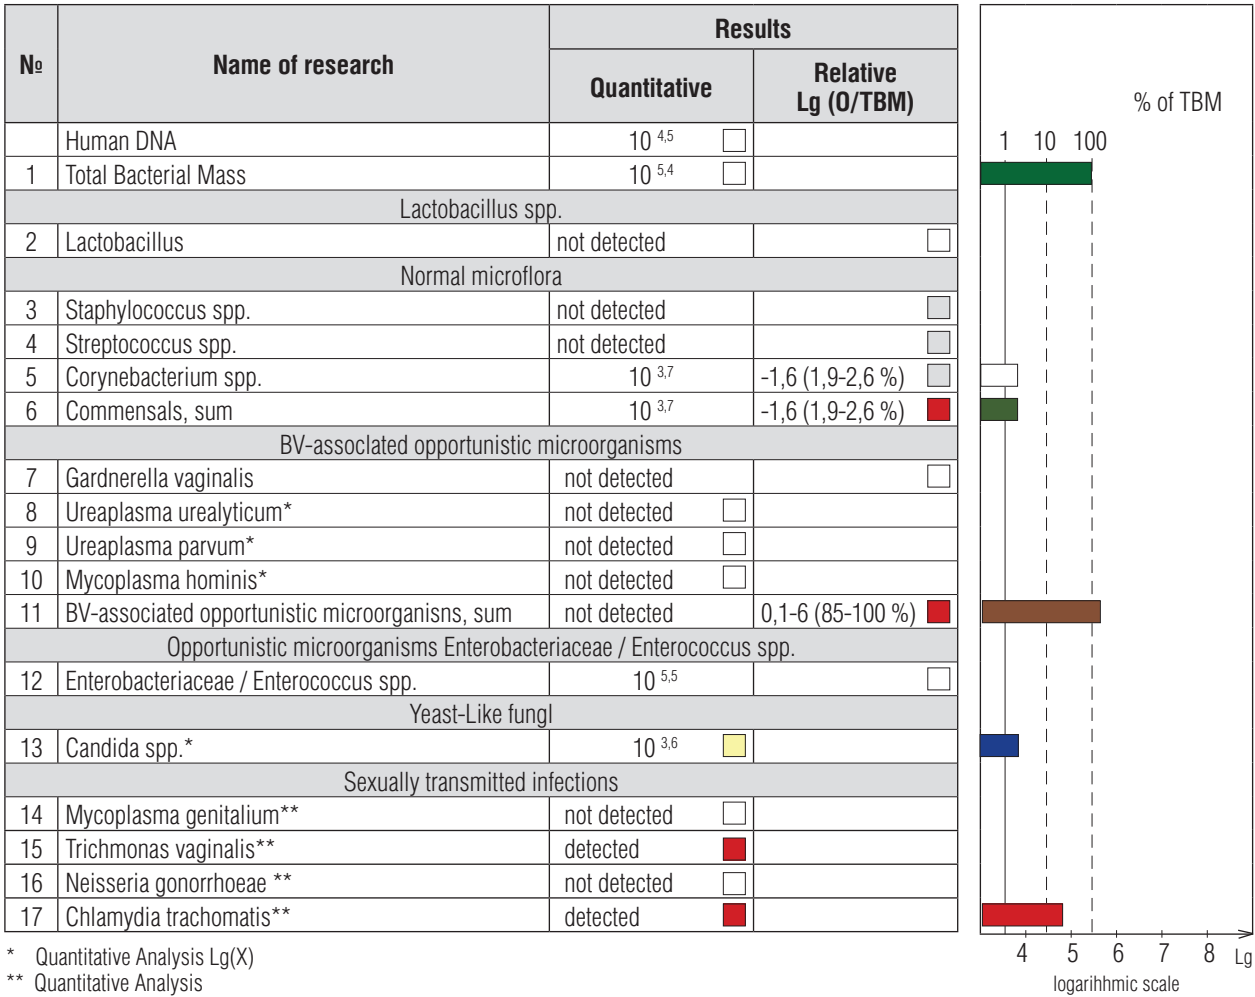 № Name of research Results
Quantitative Relative Lg (O/TBM)
% of TBM
1 10 100
Human DNA 10 4,5
1 Total Bacterial Mass 10 5,4
Lactobacillus spp.
2 Lactobacillus not detected
Normal microflora
3 Staphylococcus spp. not detected
4 Streptococcus spp. not detected
5 Corynebacterium spp. 10 3,7 -1,6 (1,9-2,6 %)
6 Commensals, sum 10 3,7 -1,6 (1,9-2,6 %)
BV-assoclated opportunistic microorganisms
7 Gardnerella vaginalis not detected
8 Ureaplasma urealyticum* not detected
9 Ureaplasma parvum* not detected
10 Mycoplasma hominis* not detected
11 BV-associated opportunistic microorganisns, sum not detected 0,1-6 (85-100 %)
Opportunistic microorganisms Enterobacteriaceae / Enterococcus spp.
12 Enterobacteriaceae / Enterococcus spp. 10 5,5
Yeast-Like fungl
13 Candida spp.* 10 3,6
Sexually transmitted infections
14 Mycoplasma genitalium** not detected
15 Trichmonas vaginalis** detected
16 Neisseria gonorrhoeae ** not detected
17 Chlamydia trachomatis** detected
4 5 6 7 8 Lg
logarihhmic scale
* Quantitative Analysis Lg(X)
** Quantitative Analysis